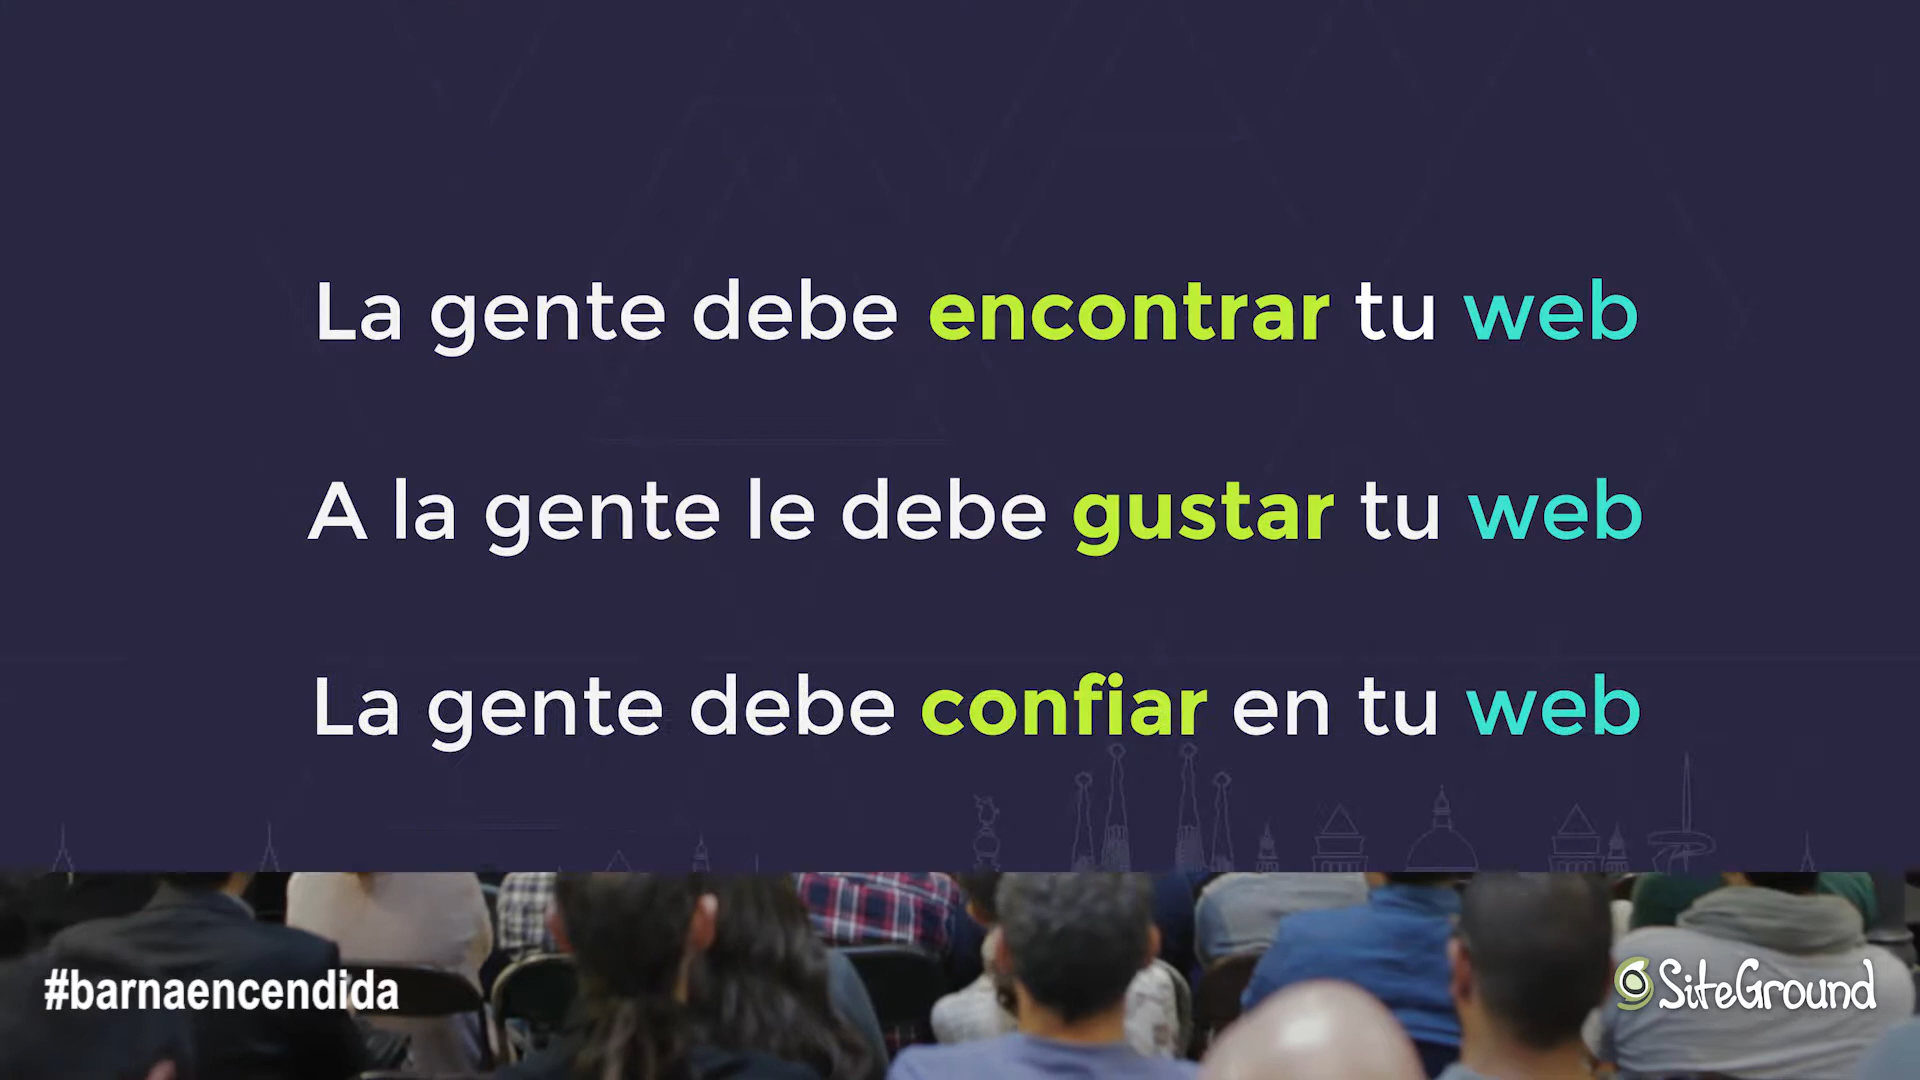 La gente debe encontrar tu web
A la gente le debe gustar tu web
La gente debe confiar en tu web
#barnaencendida
SiteGround